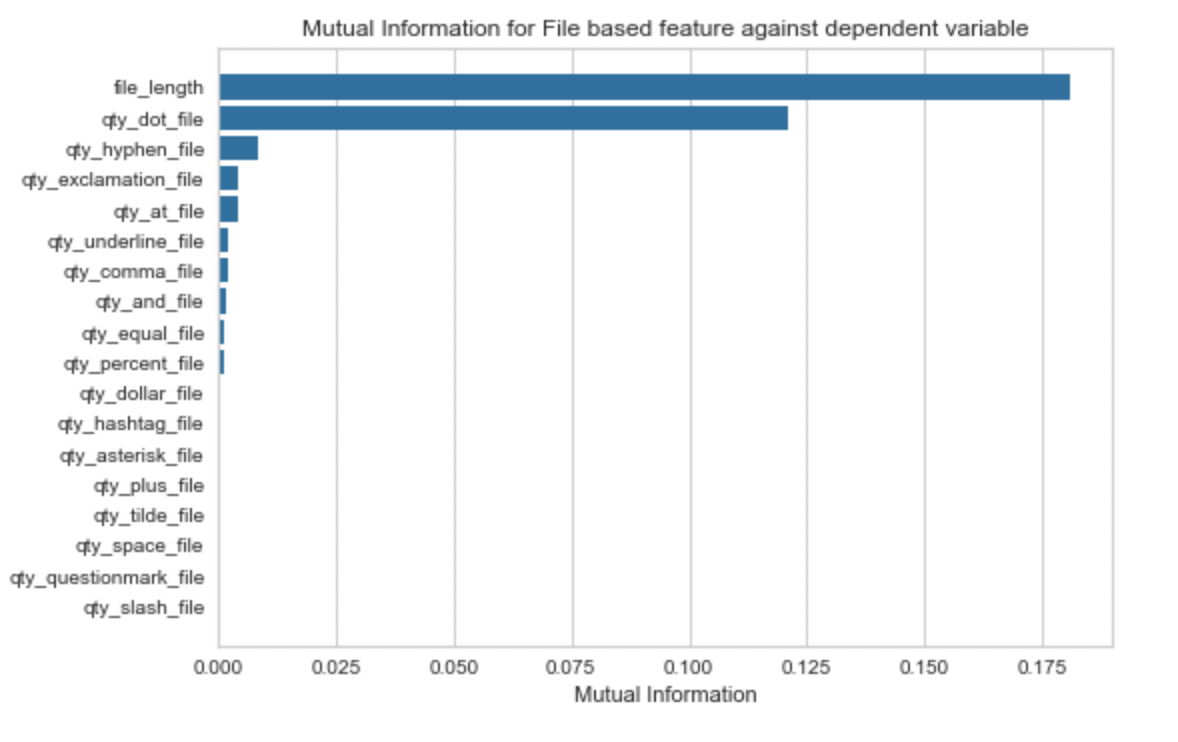 Mutual Information for File based feature against dependent variable
file_length
qty_dot_file
qty_hyphen_file
qty_exclamation_file
qty_at_file
qty_underline_file
qty_comma_file
qty_and_file
qty_equal_file
qty_percent_file
qty_dollar_file
qty_hashtag_file
qty_asterisk_file
qty_plus_file
qty_tilde_file
qty_space_file
qty_questionmark_file
qty_slash_file
0.000 0.025 0.050 0.075 0.100 0.125 0.150 0.175
Mutual Information